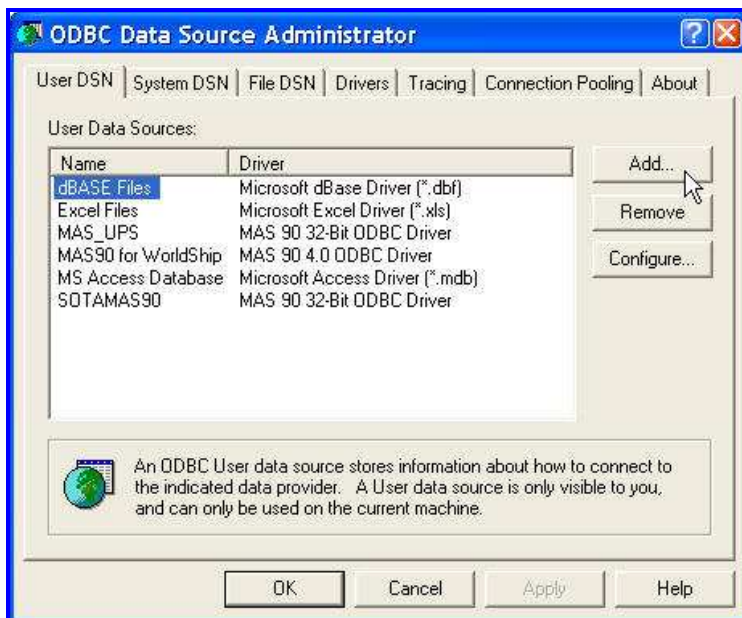 ODBC Data Source Administrator
User DSN System DSN File DSN Drivers Tracing Connection Pooling About
User Data Sources:
Name Driver
dBASE Files Microsoft dBase Driver (*.dbf)
Excel Files Microsoft Excel Driver (*.xls)
MAS_UPS MAS 90 32-Bit ODBC Driver
MAS90 for WorldShip MAS 90 4.0 ODBC Driver
MS Access Database Microsoft Access Driver (*.mdb)
SOTAMAS90 MAS 90 32-Bit ODBC Driver
Add...
Remove
Configure...
An ODBC User data source stores information about how to connect to
the indicated data provider. A User data source is only visible to you,
and can only be used on the current machine.
OK Cancel Apply Help